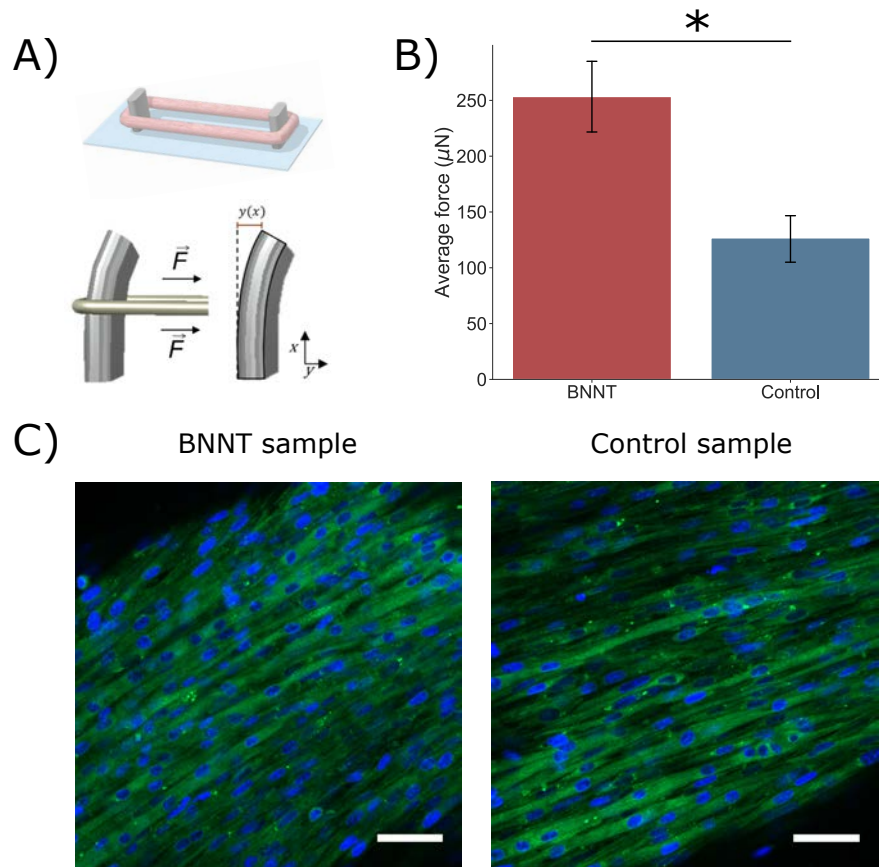 A)
y(x)
F
F
x
y
B)
*
Average force (μN)
250
200
150
100
50
0
BNNT
Control
C)
BNNT sample
Control sample